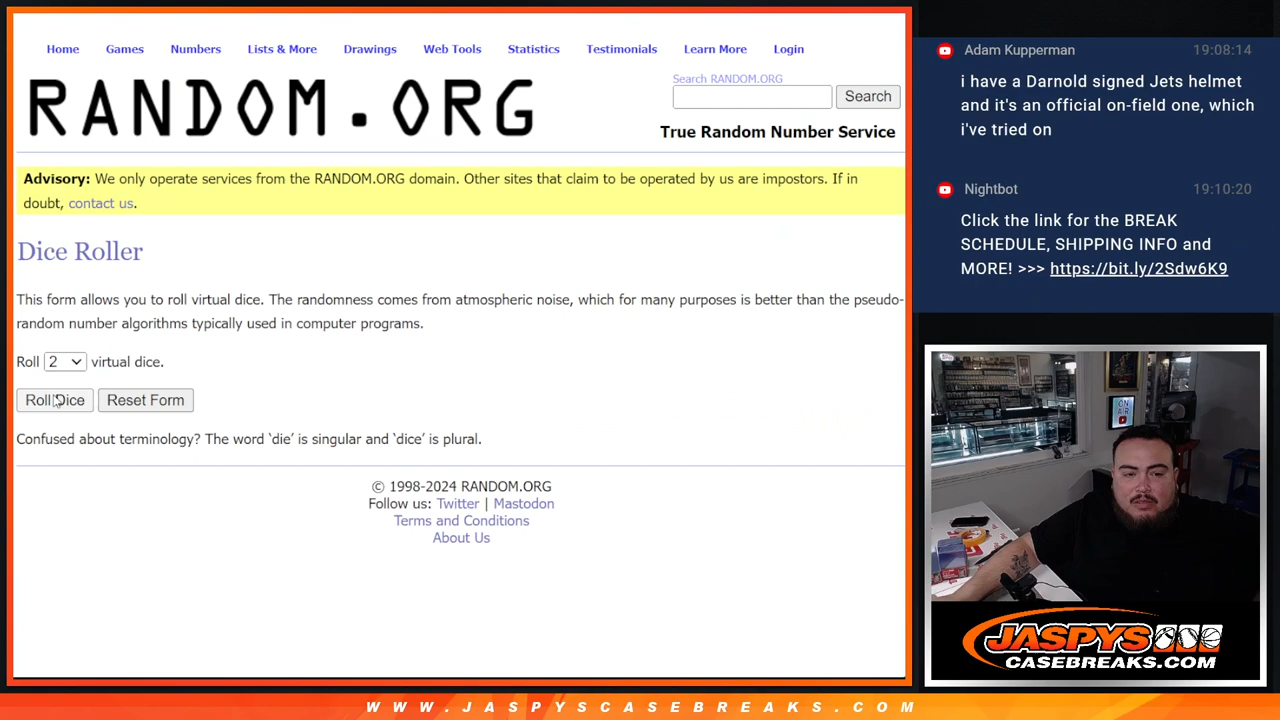 Home Games Numbers Lists & More Drawings Web Tools Statistics Testimonials Learn More Login
RANDOM.ORG
Search RANDOM.ORG
Search
True Random Number Service
Advisory: We only operate services from the RANDOM.ORG domain. Other sites that claim to be operated by us are impostors. If in
doubt, contact us.
Dice Roller
This form allows you to roll virtual dice. The randomness comes from atmospheric noise, which for many purposes is better than the pseudo-
random number algorithms typically used in computer programs.
Roll 2 virtual dice.
Roll Dice Reset Form
Confused about terminology? The word ‘die’ is singular and ‘dice’ is plural.
© 1998-2024 RANDOM.ORG
Follow us: Twitter | Mastodon
Terms and Conditions
About Us
Adam Kupperman 19:08:14
i have a Darnold signed Jets helmet
and it's an official on-field one, which
i've tried on
Nightbot 19:10:20
Click the link for the BREAK
SCHEDULE, SHIPPING INFO and
MORE! >>> https://bit.ly/2Sdw6K9
ON
AIR
JASPYS
CASEBREAKS.COM
WWW.JASPYSCASEBREAKS.COM